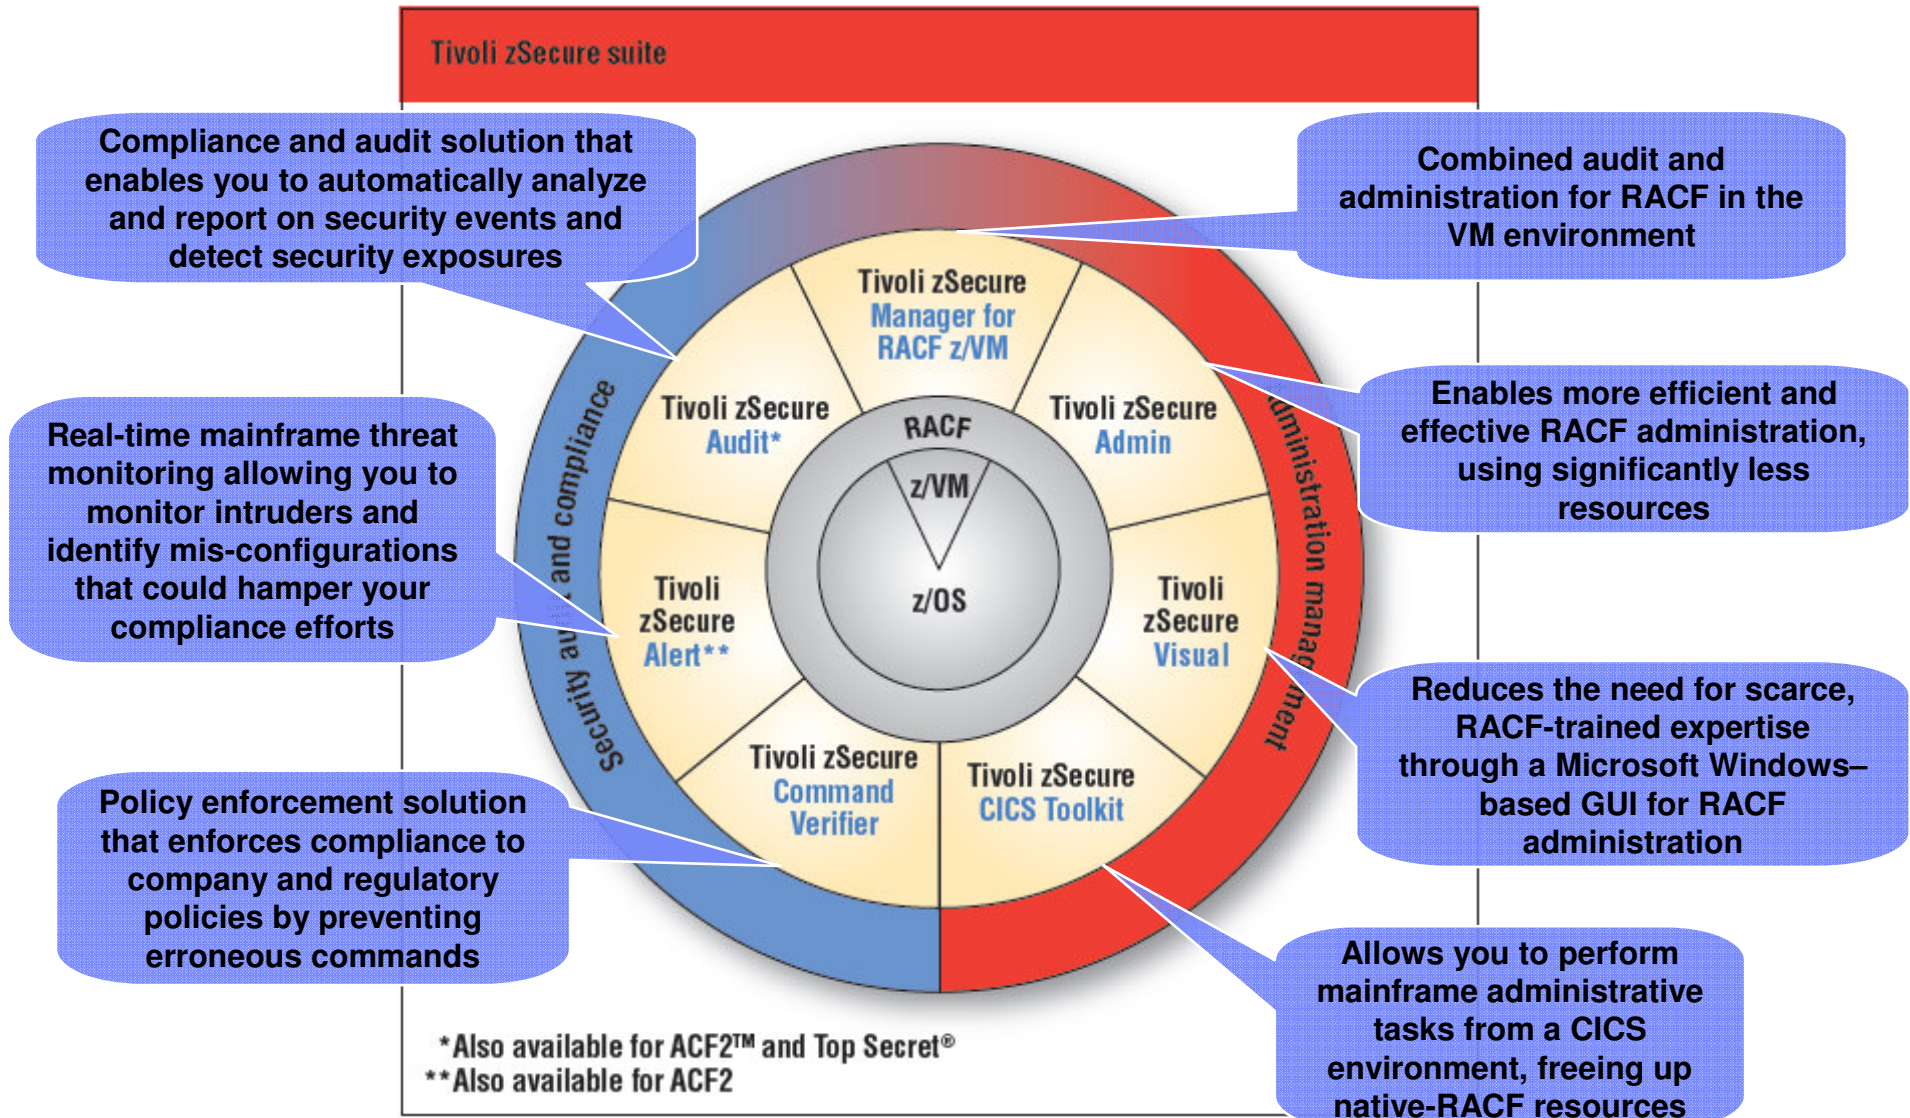 Tivoli zSecure suite
Compliance and audit solution that
enables you to automatically analyze
and report on security events and
detect security exposures
Combined audit and
administration for RACF in the
VM environment
Real-time mainframe threat
monitoring allowing you to
monitor intruders and
identify mis-configurations
that could hamper your
compliance efforts
Enables more efficient and
effective RACF administration,
using significantly less
resources
Policy enforcement solution
that enforces compliance to
company and regulatory
policies by preventing
erroneous commands
Reduces the need for scarce,
RACF-trained expertise
through a Microsoft Windows–
based GUI for RACF
administration
Allows you to perform
mainframe administrative
tasks from a CICS
environment, freeing up
native-RACF resources
Security audit and compliance
Administration management
Tivoli zSecure
Manager for
RACF z/VM
Tivoli zSecure
Audit*
Tivoli zSecure
Admin
Tivoli
zSecure
Alert**
Tivoli
zSecure
Visual
Tivoli zSecure
Command
Verifier
Tivoli zSecure
CICS Toolkit
RACF
z/VM
z/OS
*Also available for ACF2™ and Top Secret®
**Also available for ACF2